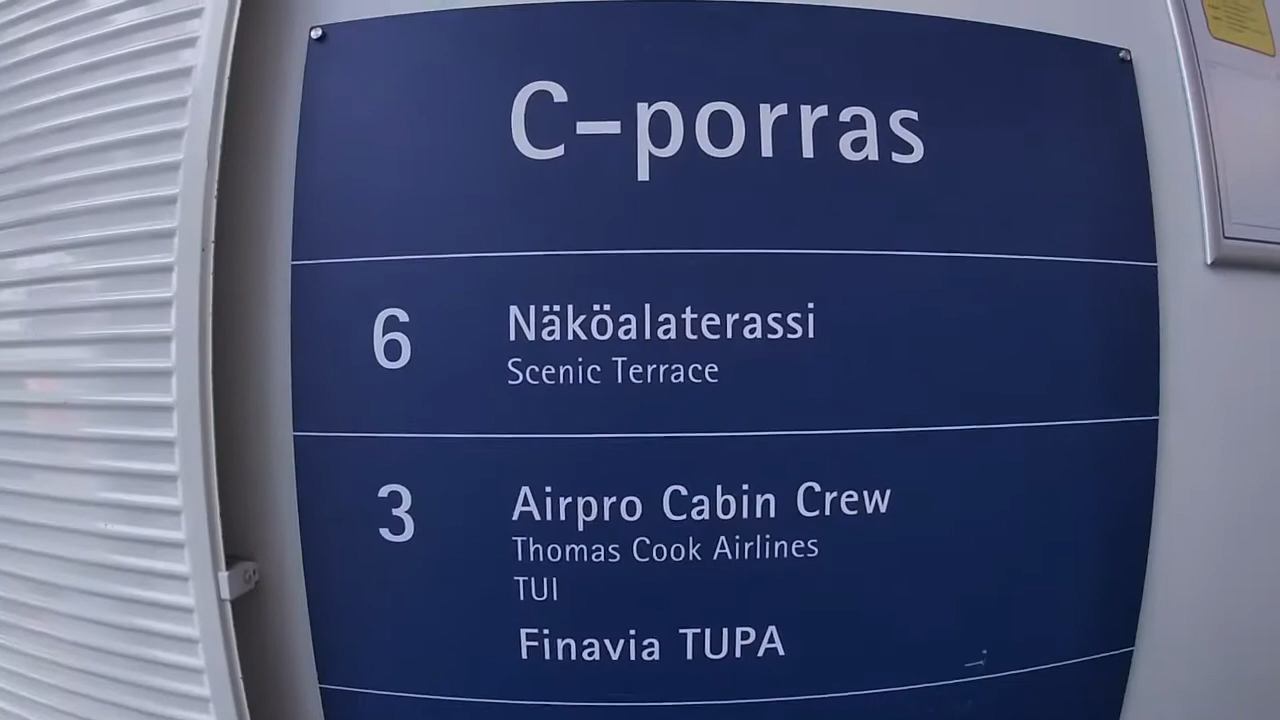 C-porras
6 Näköalaterassi
Scenic Terrace
3 Airpro Cabin Crew
Thomas Cook Airlines
TUI
Finavia TUPA